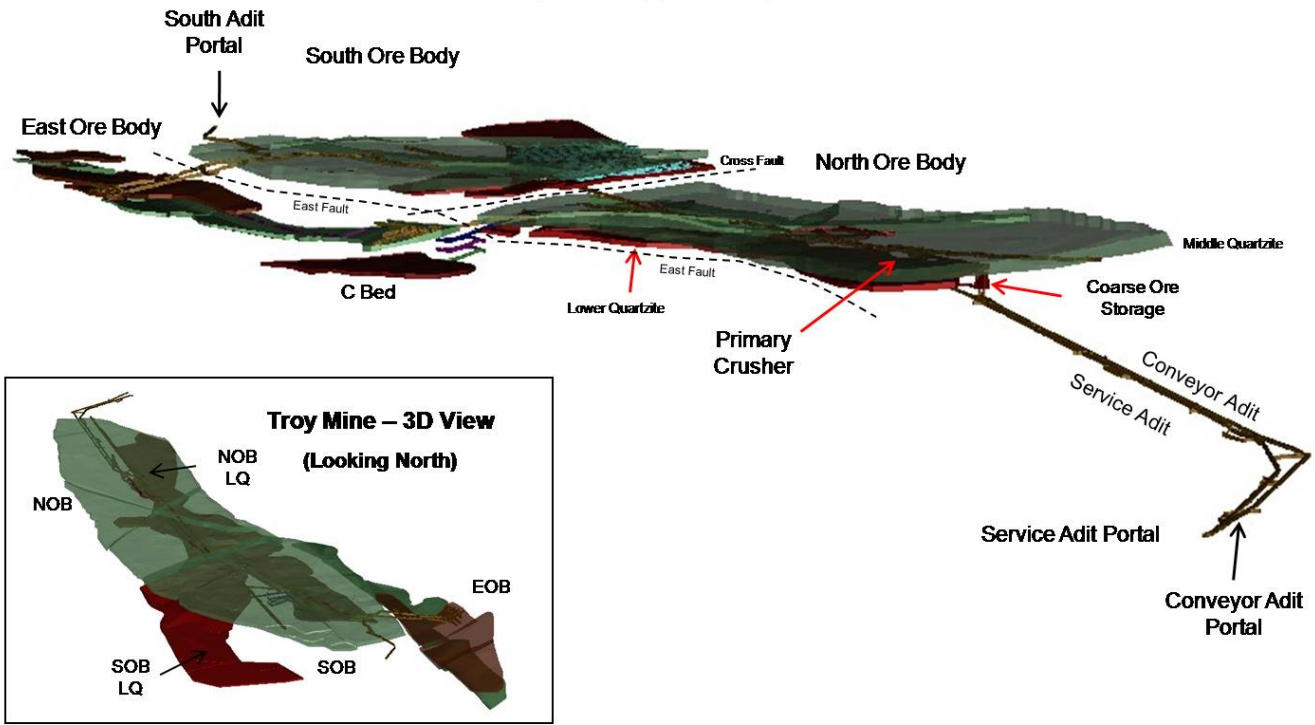 South Adit
Portal
South Ore Body
East Ore Body
Cross Fault
North Ore Body
East Fault
Middle Quartzite
East Fault
C Bed
Lower Quartzite
Coarse Ore
Storage
Primary
Crusher
Conveyor Adit
Service Adit
Service Adit Portal
Conveyor Adit
Portal
Troy Mine – 3D View
(Looking North)
NOB
LQ
NOB
EOB
SOB
LQ
SOB